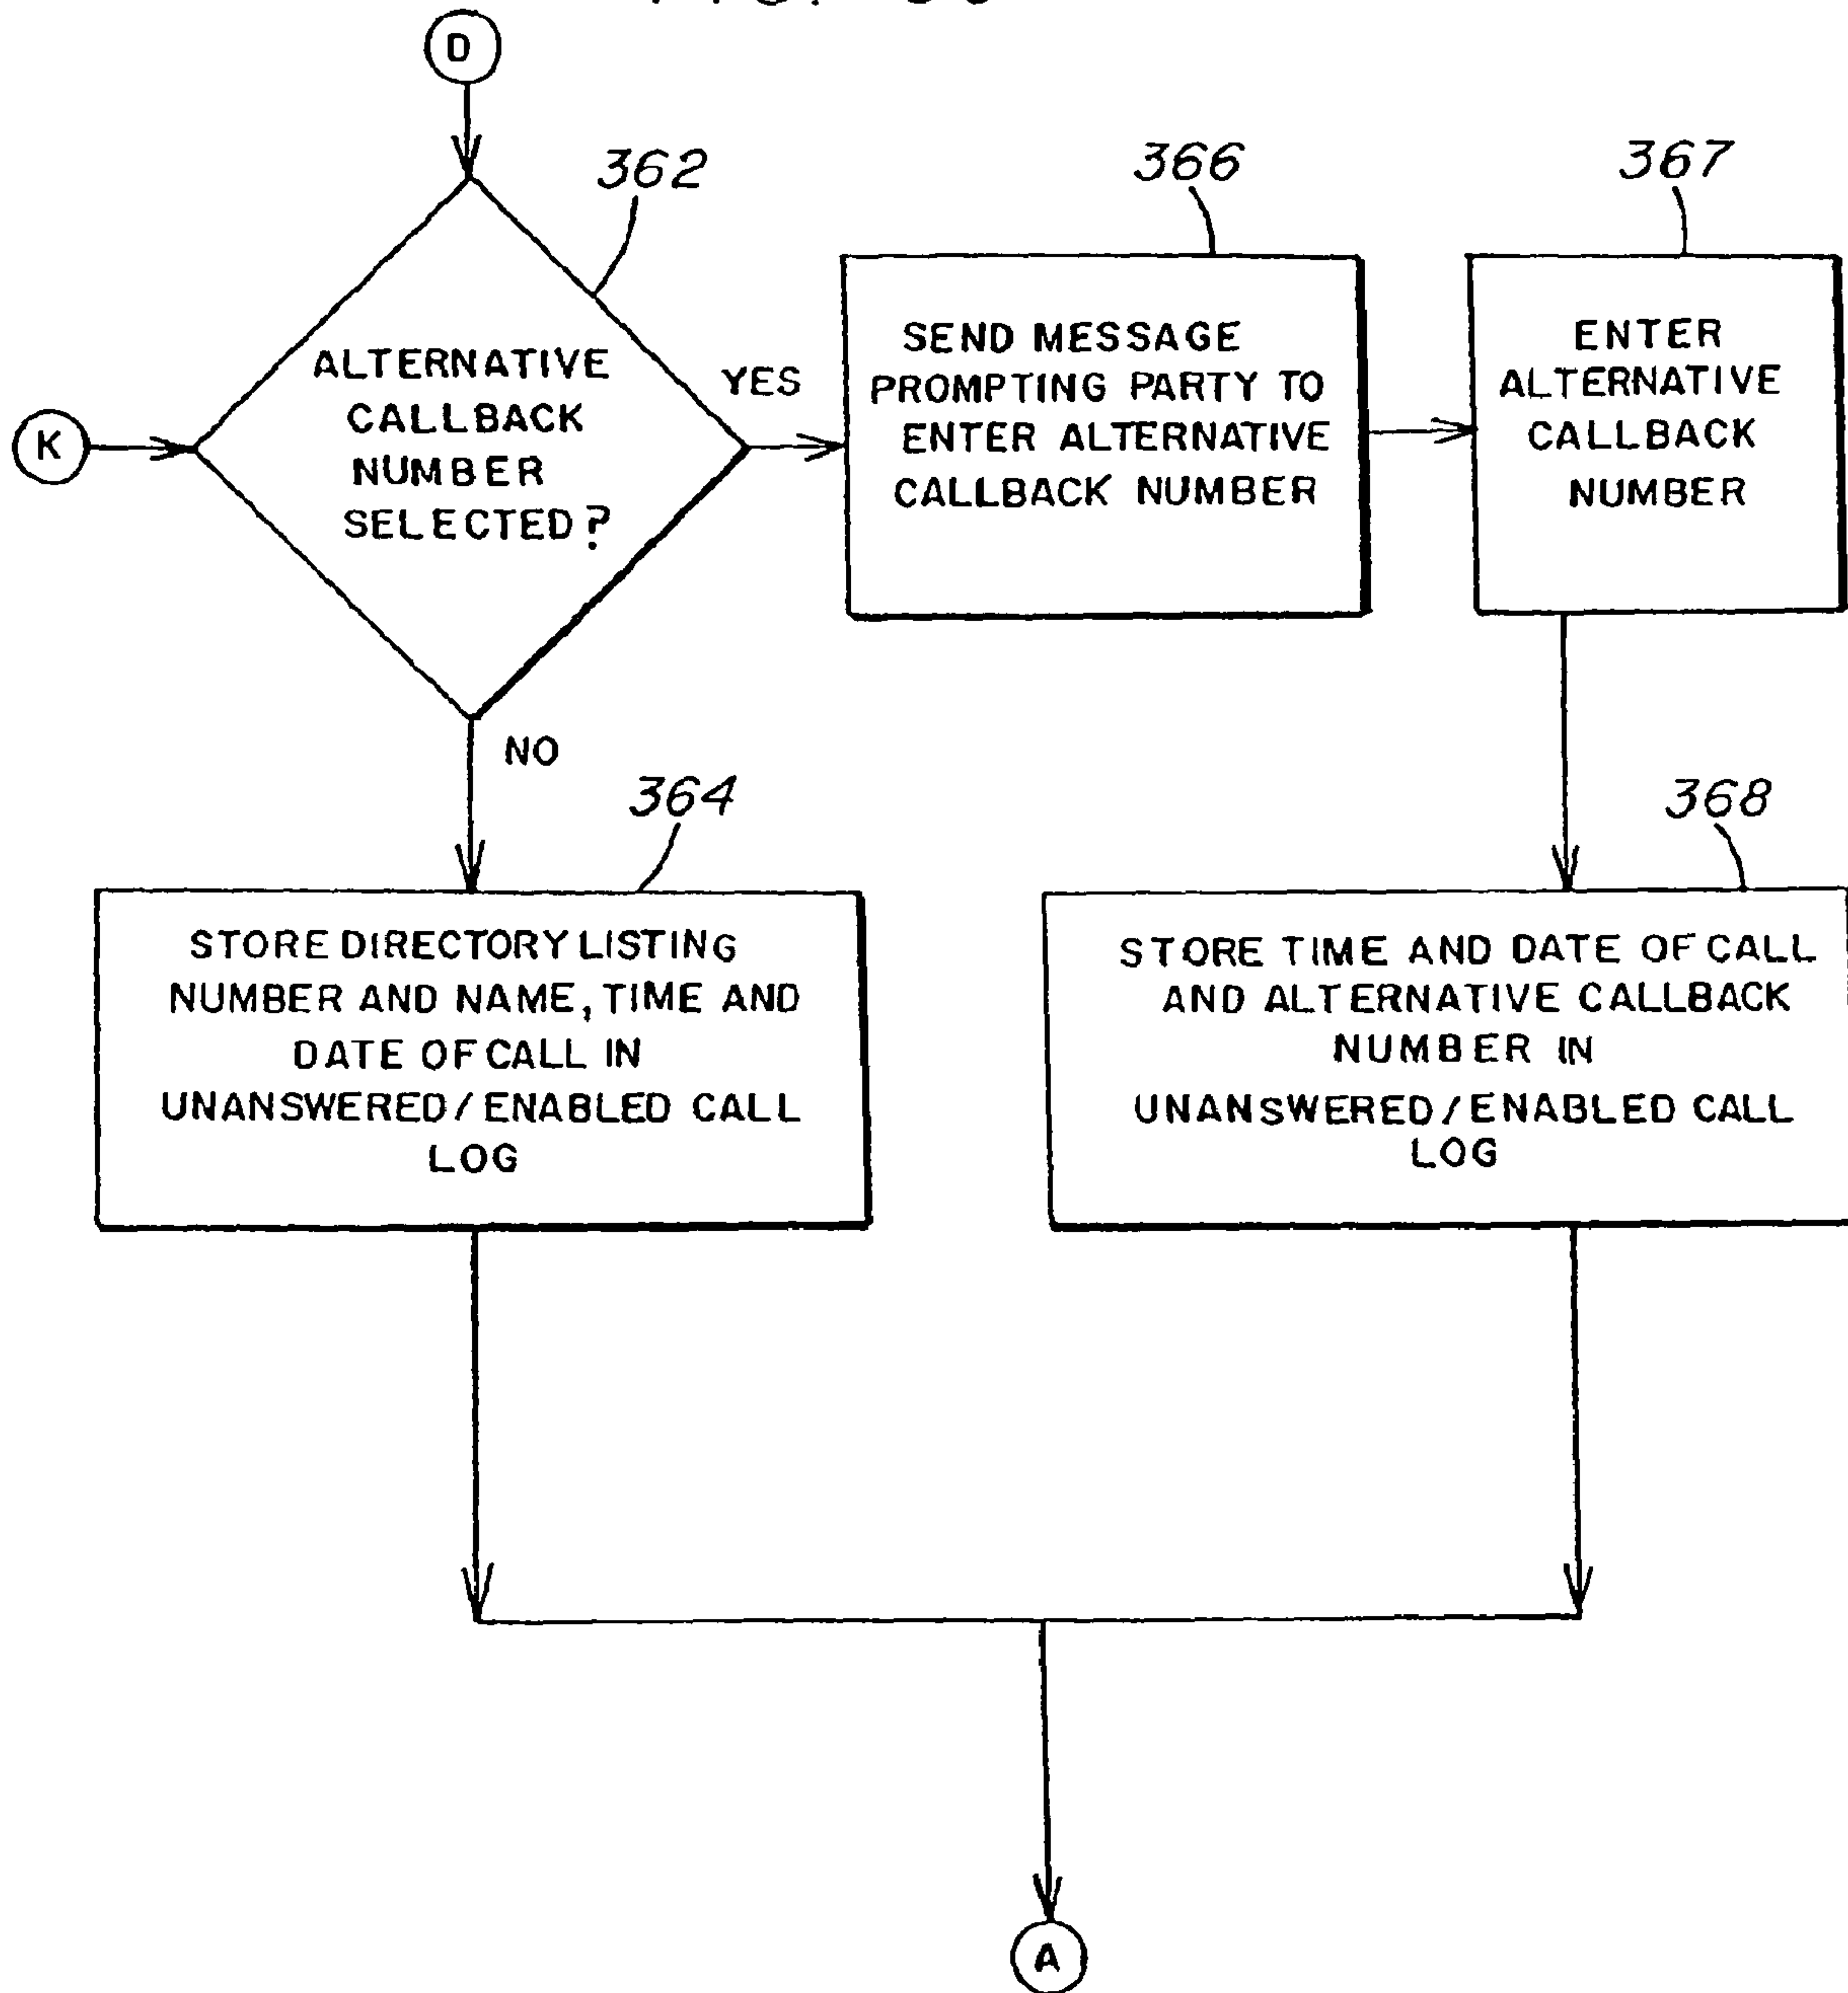 D
362
366
367
K
ALTERNATIVE
CALLBACK
NUMBER
SELECTED?
YES
SEND MESSAGE
PROMPTING PARTY TO
ENTER ALTERNATIVE
CALLBACK NUMBER
ENTER
ALTERNATIVE
CALLBACK
NUMBER
NO
364
368
STORE DIRECTORY LISTING
NUMBER AND NAME, TIME AND
DATE OF CALL IN
UNANSWERED/ENABLED CALL
LOG
STORE TIME AND DATE OF CALL
AND ALTERNATIVE CALLBACK
NUMBER IN
UNANSWERED/ENABLED CALL
LOG
A